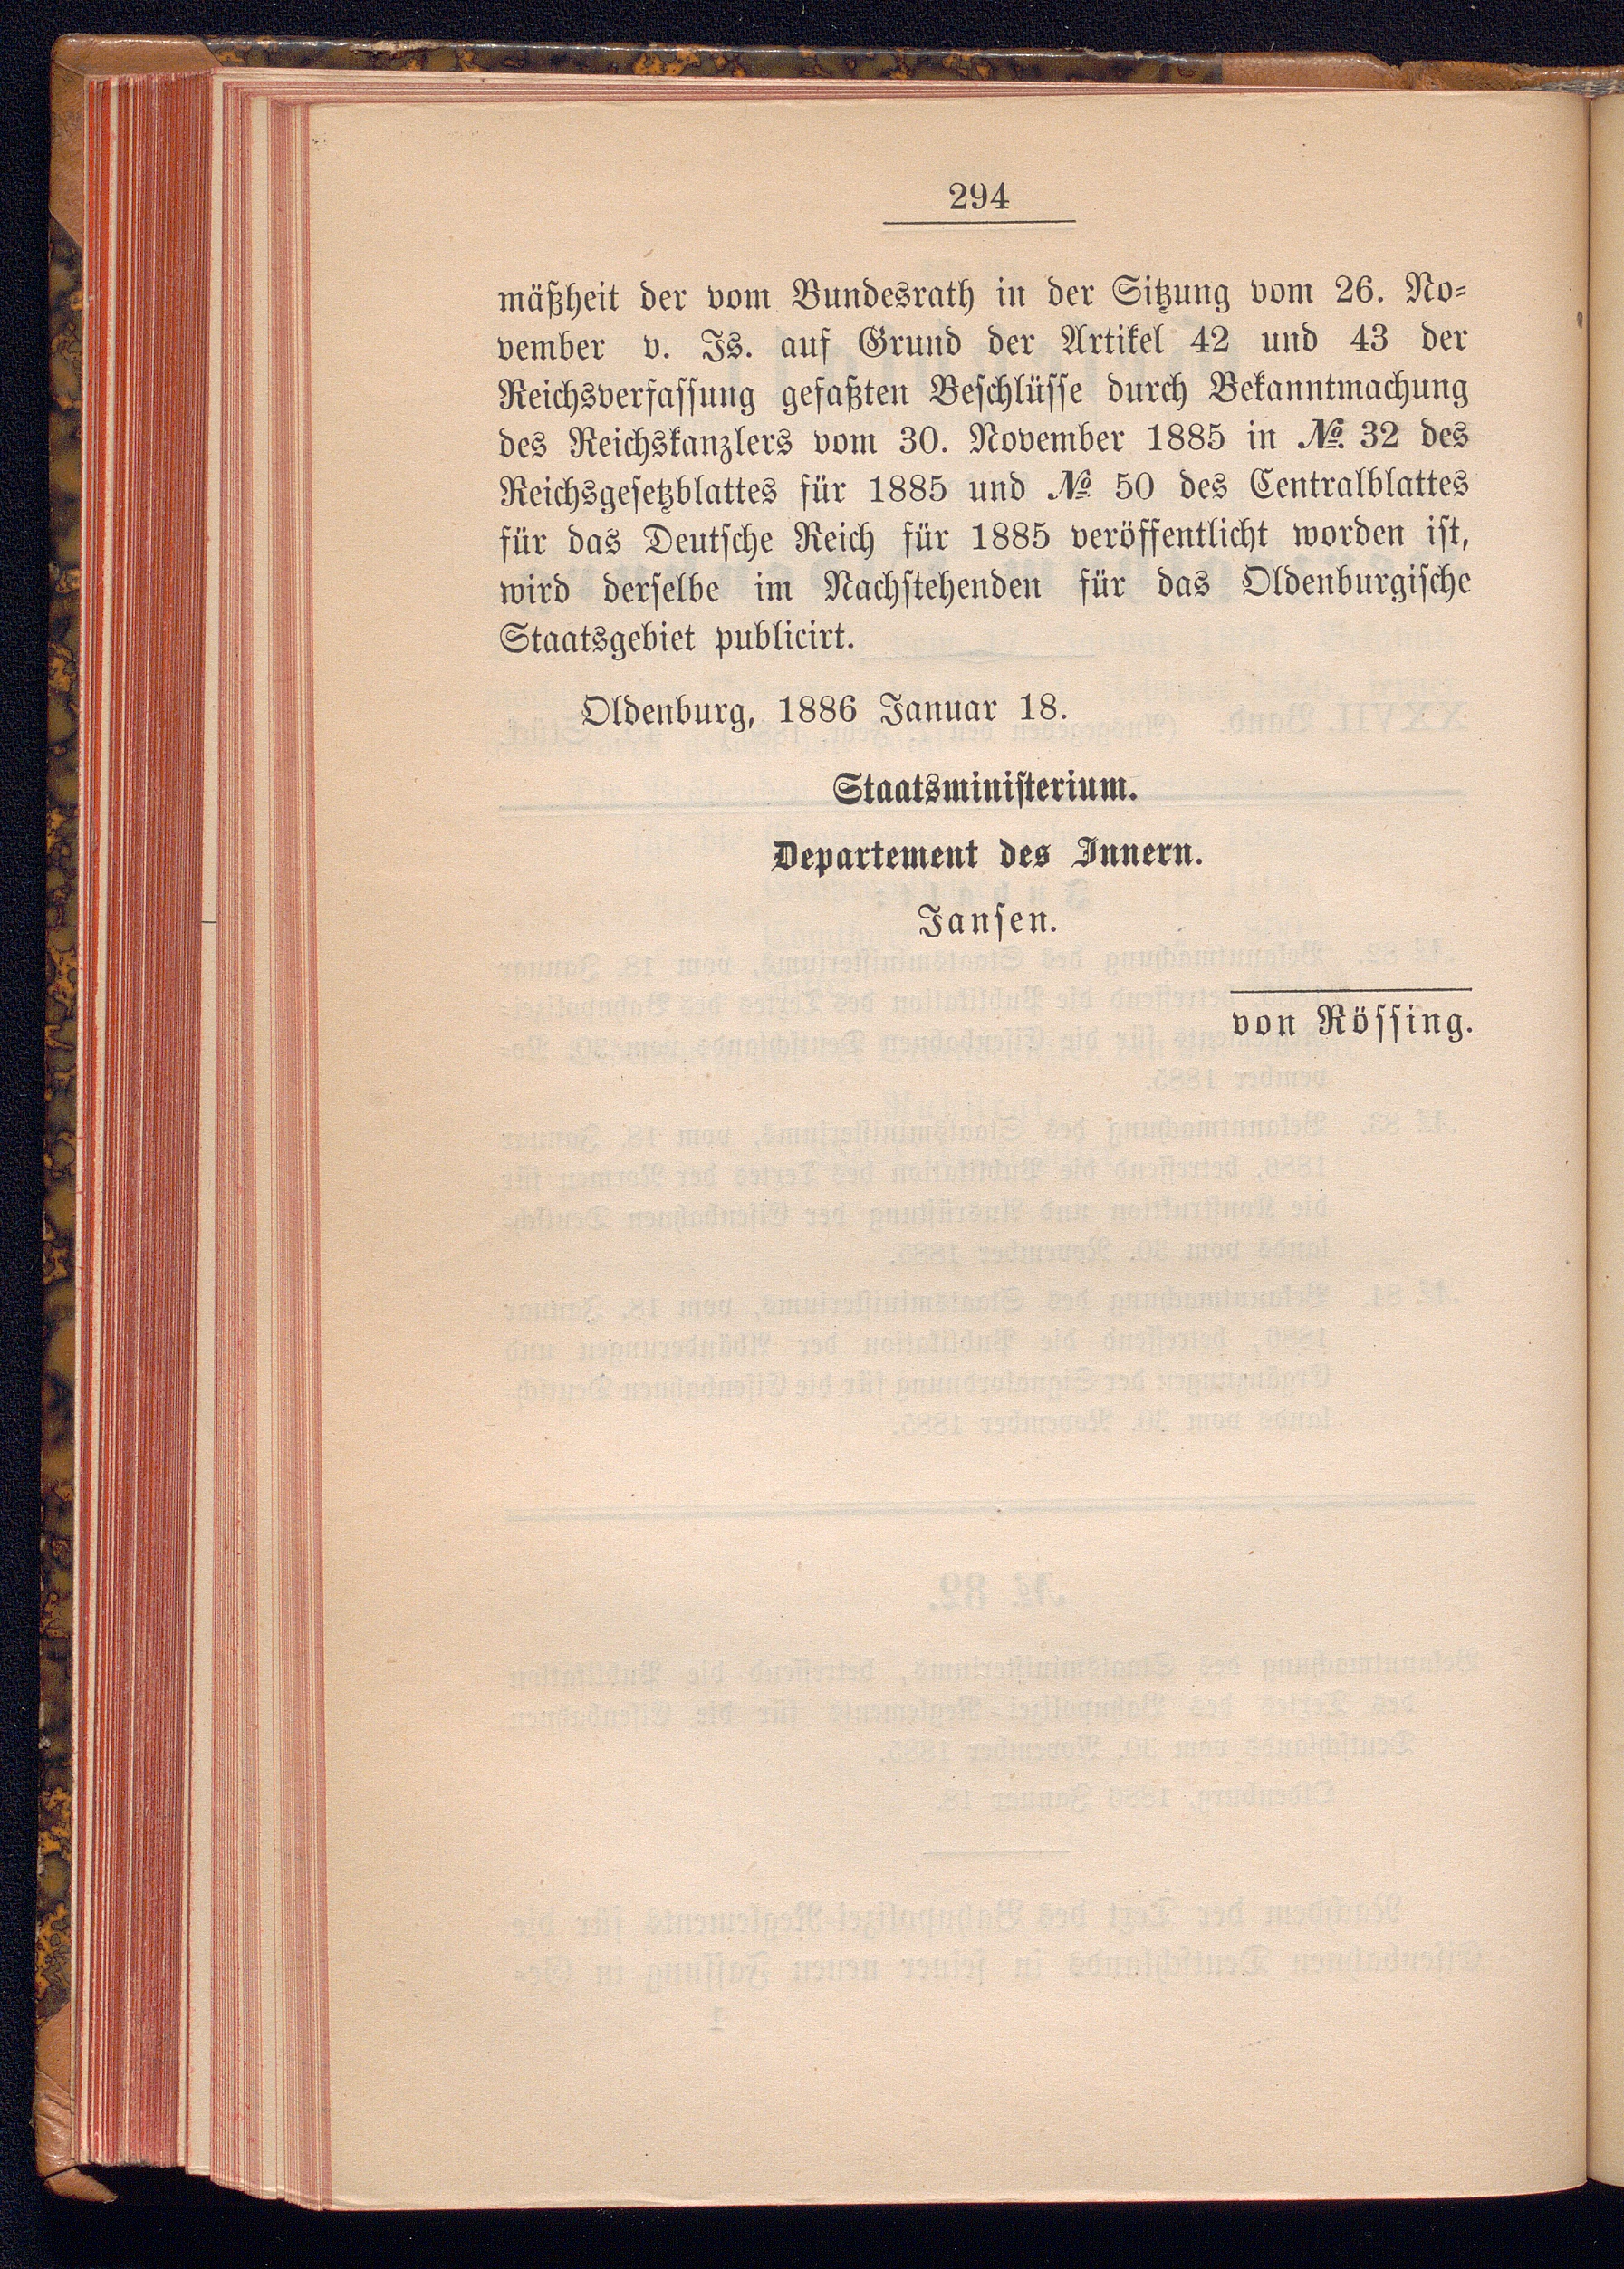 294
mäßheit der vom Bundesrath in der Sitzung vom 26. No-
vember v. Js. auf Grund der Artikel 42 und 43 der
Reichsverfassung gefaßten Beschlüsse durch Bekanntmachung
des Reichskanzlers vom 30. November 1885 in № 32 des
Reichsgesetzblattes für 1885 und № 50 des Centralblattes
für das Deutsche Reich für 1885 veröffentlicht worden ist,
wird derselbe im Nachstehenden für das Oldenburgische
Staatsgebiet publicirt.
Oldenburg, 1886 Januar 18.
Staatsministerium.
Departement des Innern.
Jansen.
von Rössing.